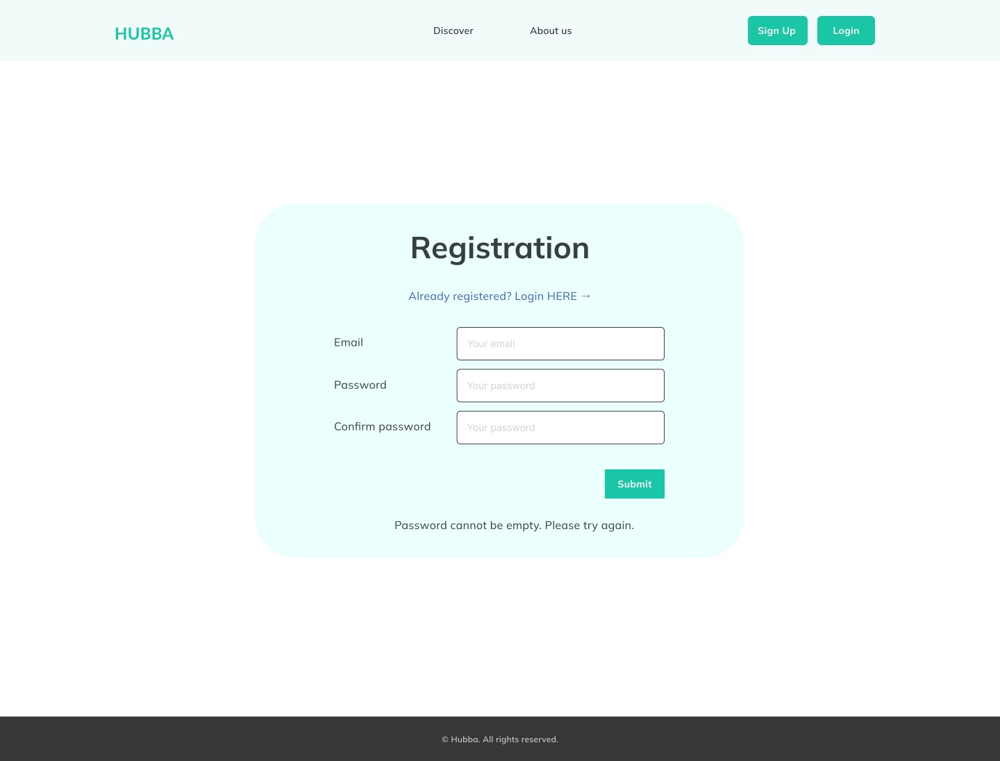 HUBBA
Discover
About us
Sign Up
Login
Registration
Already registered? Login HERE →
Email
Your email
Password
Your password
Confirm password
Your password
Submit
Password cannot be empty. Please try again.
© Hubba. All rights reserved.